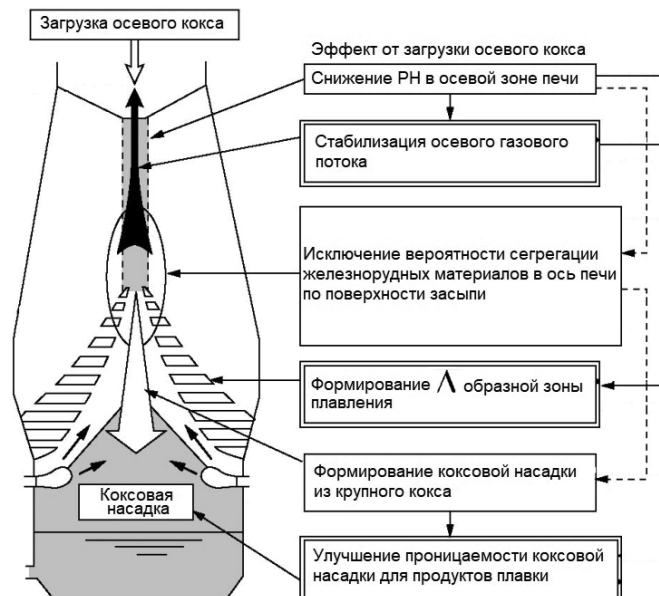 Загрузка осевого кокса
Эффект от загрузки осевого кокса
Снижение РН в осевой зоне печи
Стабилизация осевого газового
потока
Исключение вероятности сегрегации
железнорудных материалов в ось печи
по поверхности засыпи
Формирование Λ образной зоны
плавления
Формирование коксовой насадки
из крупного кокса
Коксовая
насадка
Улучшение проницаемости коксовой
насадки для продуктов плавки